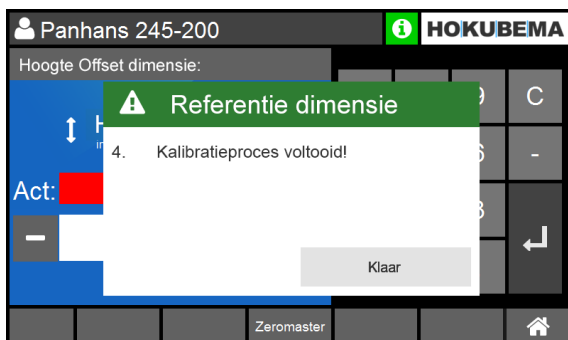 Panhans 245-200
i HOKUBEMA
Hoogte Offset dimensie:
Referentie dimensie
4. Kalibratieproces voltooid!
Klaar
C
-
Act:
Zeromaster